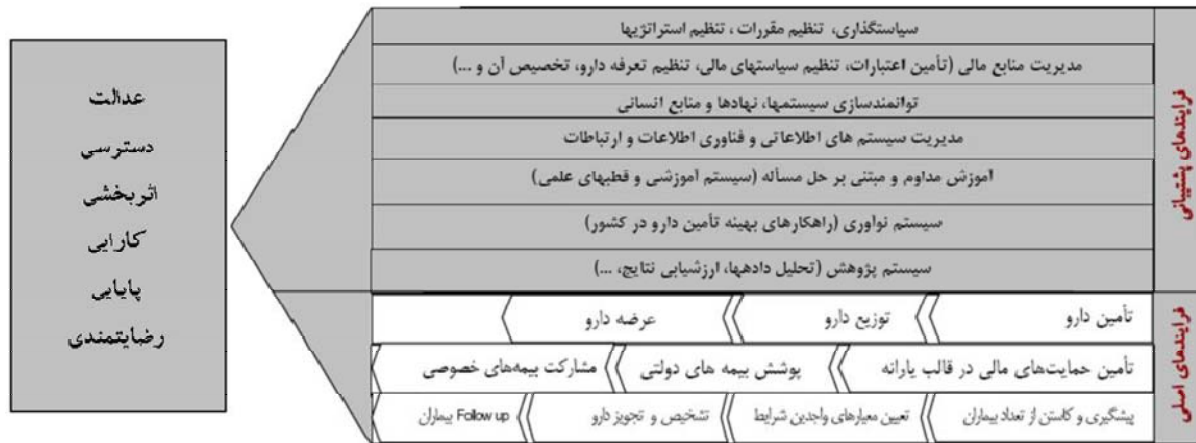 فرایندهای پشتیبانی
سیاستگذاری، تنظیم مقررات ، تنظیم استراتژیها
مدیریت منابع مالی (تأمین اعتبارات، تنظیم سیاستهای مالی، تنظیم تعرفه دارو، تخصیص آن و ...)
توانمندسازی سیستمها، نهادها و منابع انسانی
مدیریت سیستم های اطلاعاتی و فناوری اطلاعات و ارتباطات
آموزش مداوم و مبتنی بر حل مسأله (سیستم آموزشی و قطبهای علمی)
سیستم نوآوری (راهکارهای بهینه تأمین دارو در کشور)
سیستم پژوهش (تحلیل دادهها، ارزشیابی نتایج، ...)
فرایندهای اصلی
تأمین دارو
توزیع دارو
عرضه دارو
تأمین حمایت‌های مالی در قالب یارانه
پوشش بیمه های دولتی
مشارکت بیمه‌های خصوصی
پیشگیری و کاستن از تعداد بیماران
تعیین معیارهای واجدین شرایط
تشخیص و تجویز دارو
Follow up بیماران
عدالت
دسترسی
اثربخشی
کارایی
پایایی
رضایتمندی